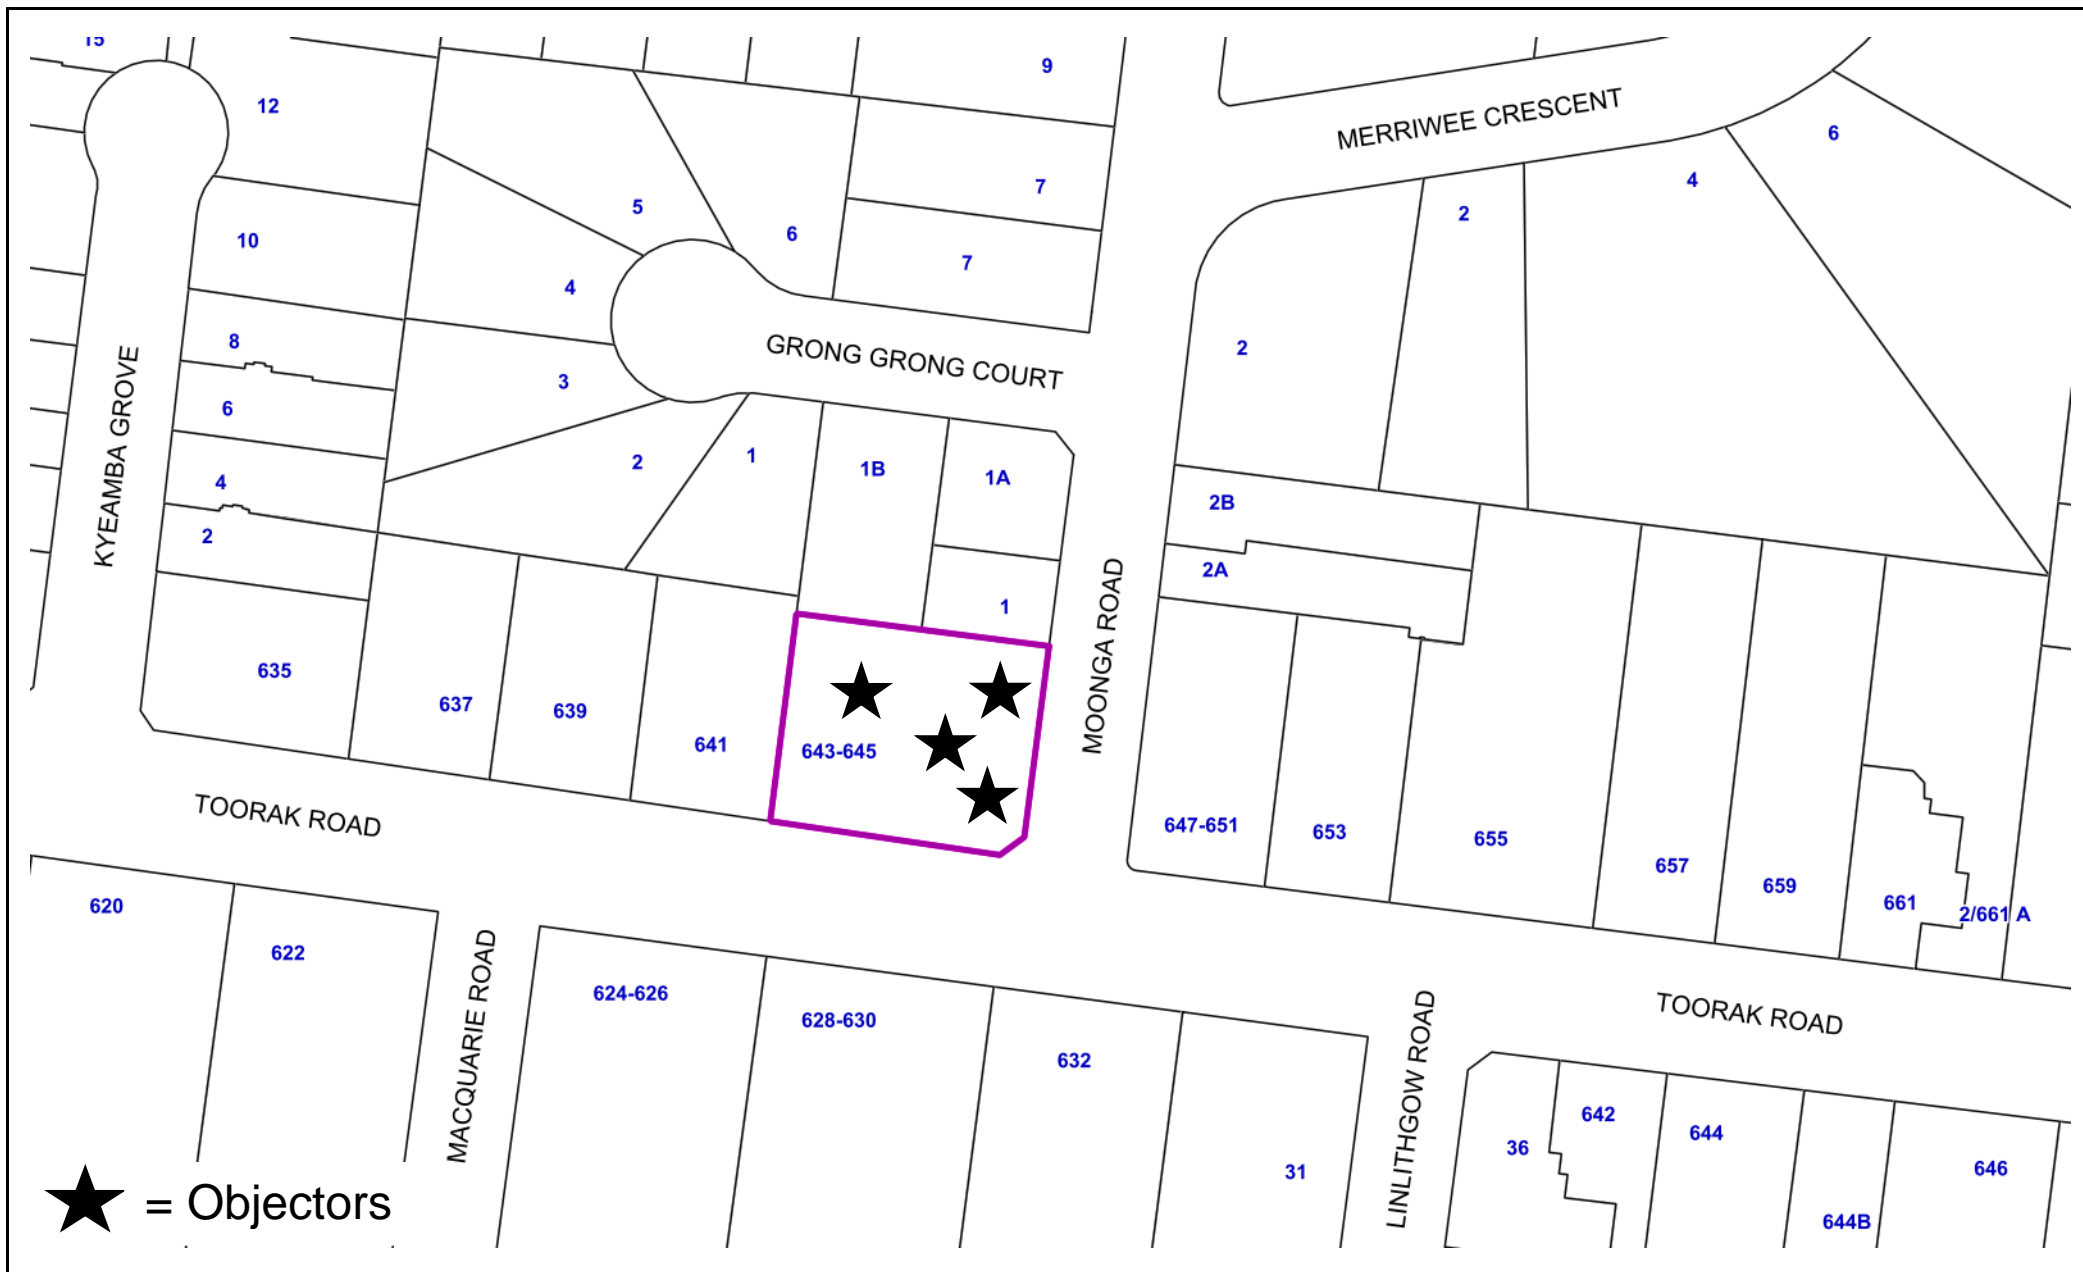 15
9
12
MERRIWEE CRESCENT
6
4
7
5
2
6
10
7
4
8
GRONG GRONG COURT
2
3
KYEAMBA GROVE
6
1
2
1B
1A
4
2B
2
2A
1
MOONGA ROAD
635
637
639
641
643-645
TOORAK ROAD
647-651
653
655
657
659
661
2/661 A
620
622
MACQUARIE ROAD
624-626
628-630
632
LINLITHGOW ROAD
TOORAK ROAD
31
36
642
644
644B
646
= Objectors